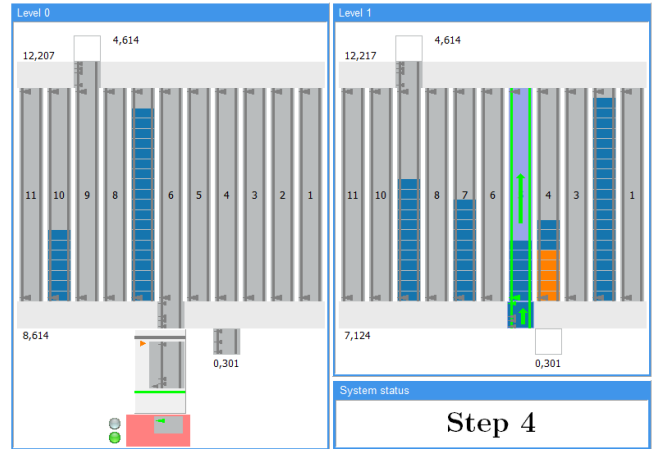 Level 0
4,614
12,207
11 10 9 8 6 5 4 3 2 1
8,614
0,301
Level 1
4,614
12,217
11 10 8 7 6 4 3 1
7,124
0,301
System status
Step 4